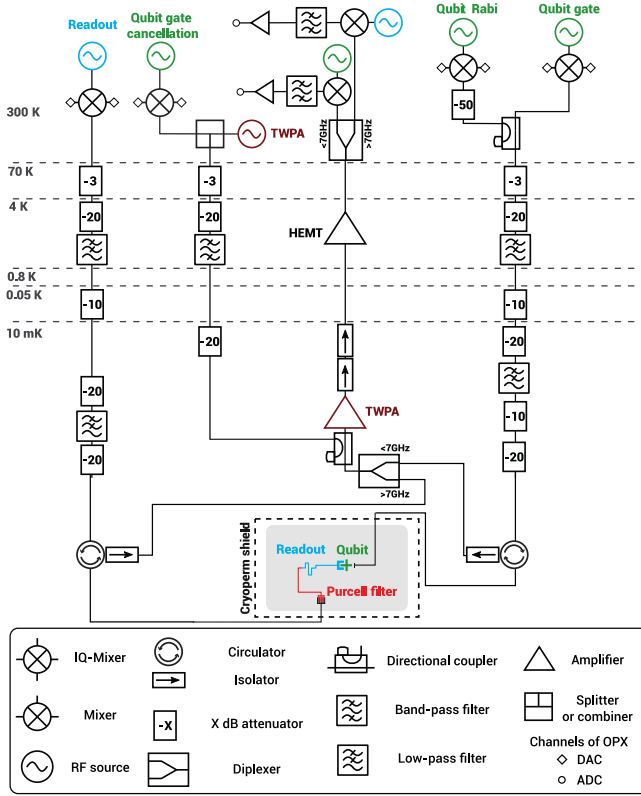 Readout
Qubit gate
cancellation
Qubit Rabi
Qubit gate
300 K
-50
<7GHz
>7GHz
TWPA
70 K
-3
-3
-3
4 K
-20
-20
HEMT
-20
0.8 K
0.05 K
-10
-10
10 mK
-20
-20
-20
TWPA
-10
-20
<7GHz
-20
>7GHz
Cryoperm shield
Readout
Qubit
Purcell filter
IQ-Mixer
Circulator
Isolator
Directional coupler
Amplifier
Mixer
-X
X dB attenuator
Band-pass filter
Splitter
or combiner
RF source
Diplexer
Low-pass filter
Channels of OPX
DAC
ADC